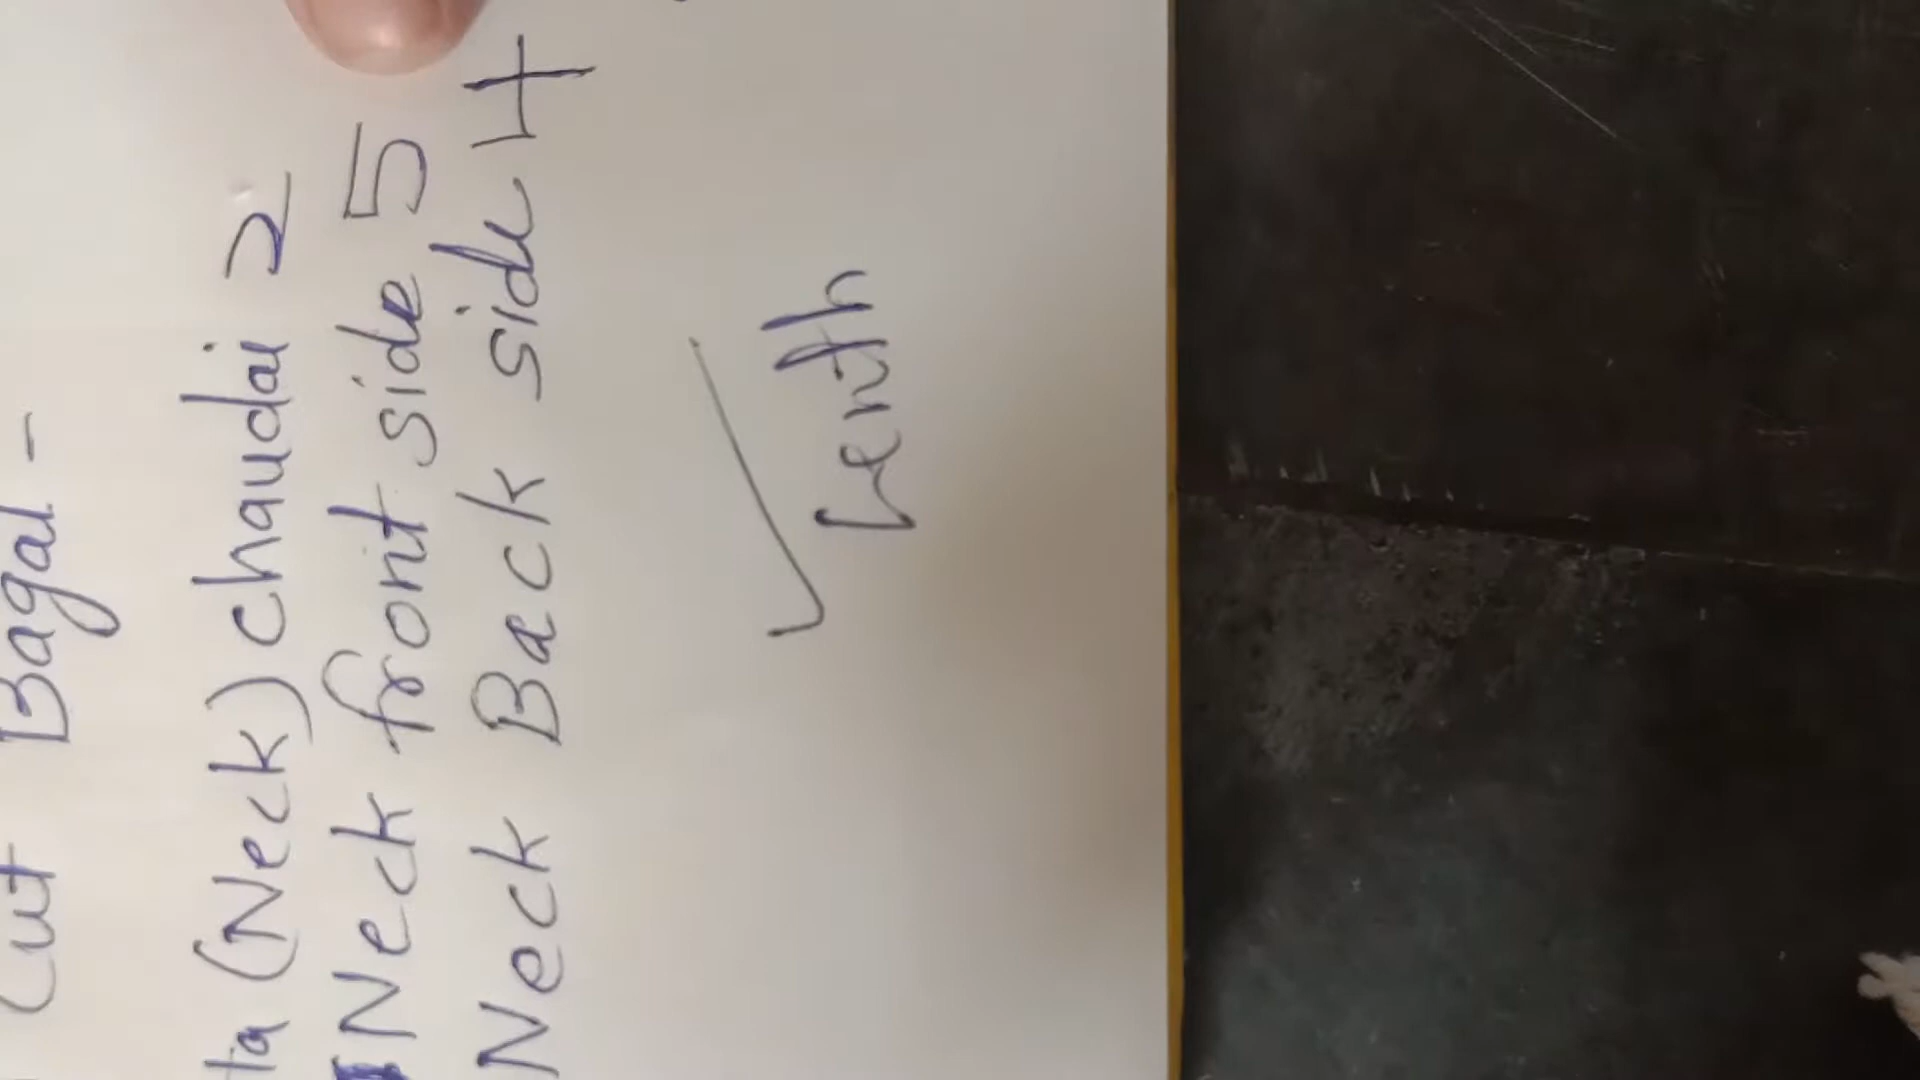 Cut Bagal -
(Neck) chaudai 2
Neck front side 5
Neck Back side 4
Lenth